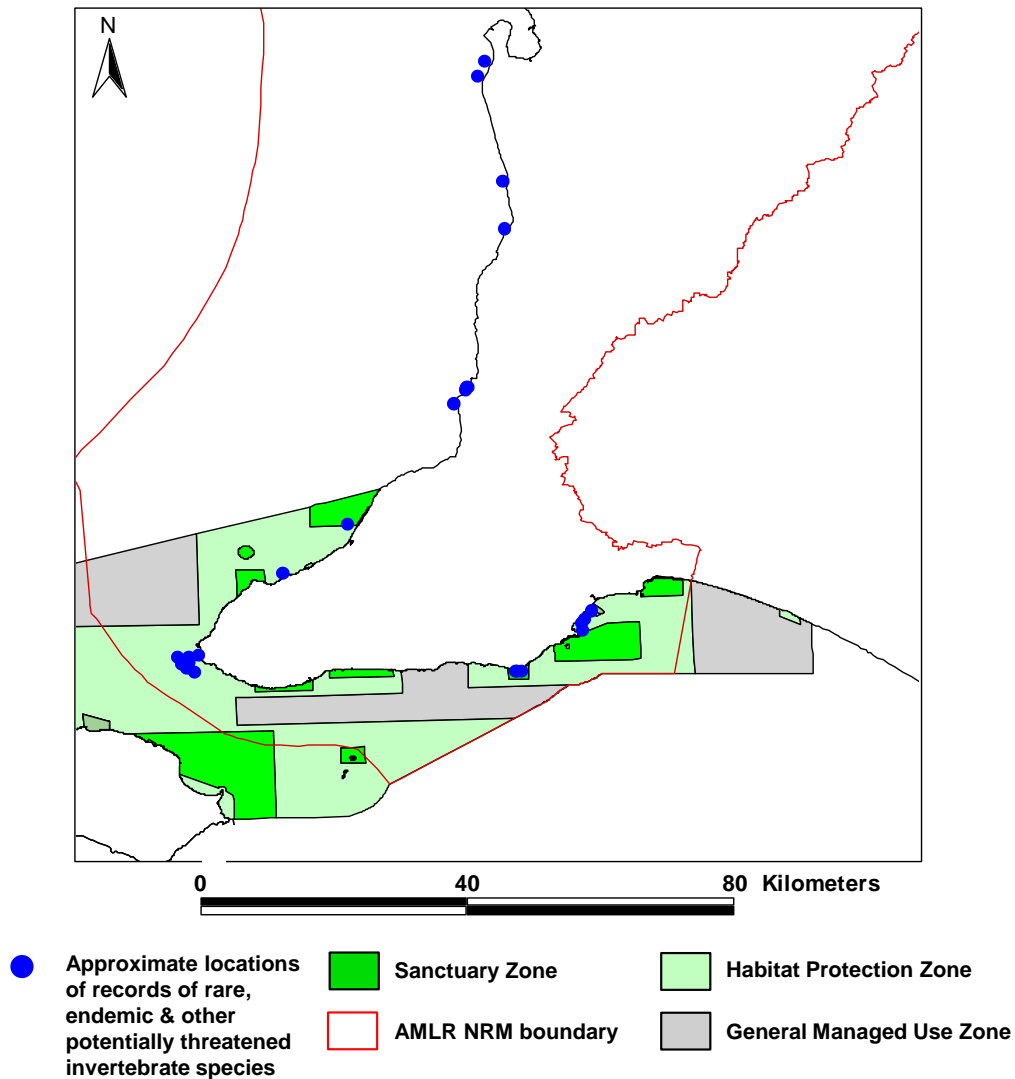 N
0 40 80 Kilometers
Approximate locations
of records of rare,
endemic & other
potentially threatened
invertebrate species
Sanctuary Zone
AMLR NRM boundary
Habitat Protection Zone
General Managed Use Zone